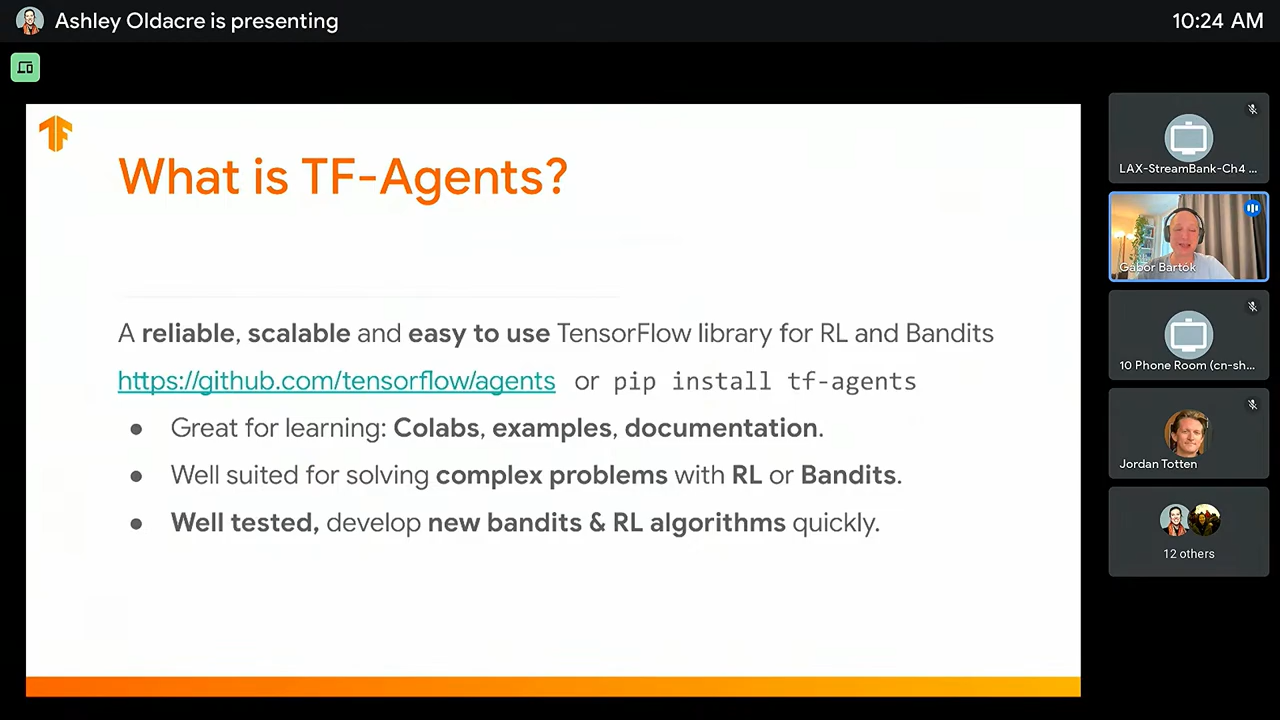 Ashley Oldacre is presenting
10:24 AM
What is TF-Agents?
A reliable, scalable and easy to use TensorFlow library for RL and Bandits
https://github.com/tensorflow/agents or pip install tf-agents
● Great for learning: Colabs, examples, documentation.
● Well suited for solving complex problems with RL or Bandits.
● Well tested, develop new bandits & RL algorithms quickly.
LAX-StreamBank-Ch4 ...
Gábor Bartók
10 Phone Room (cn-sh...
Jordan Totten
12 others